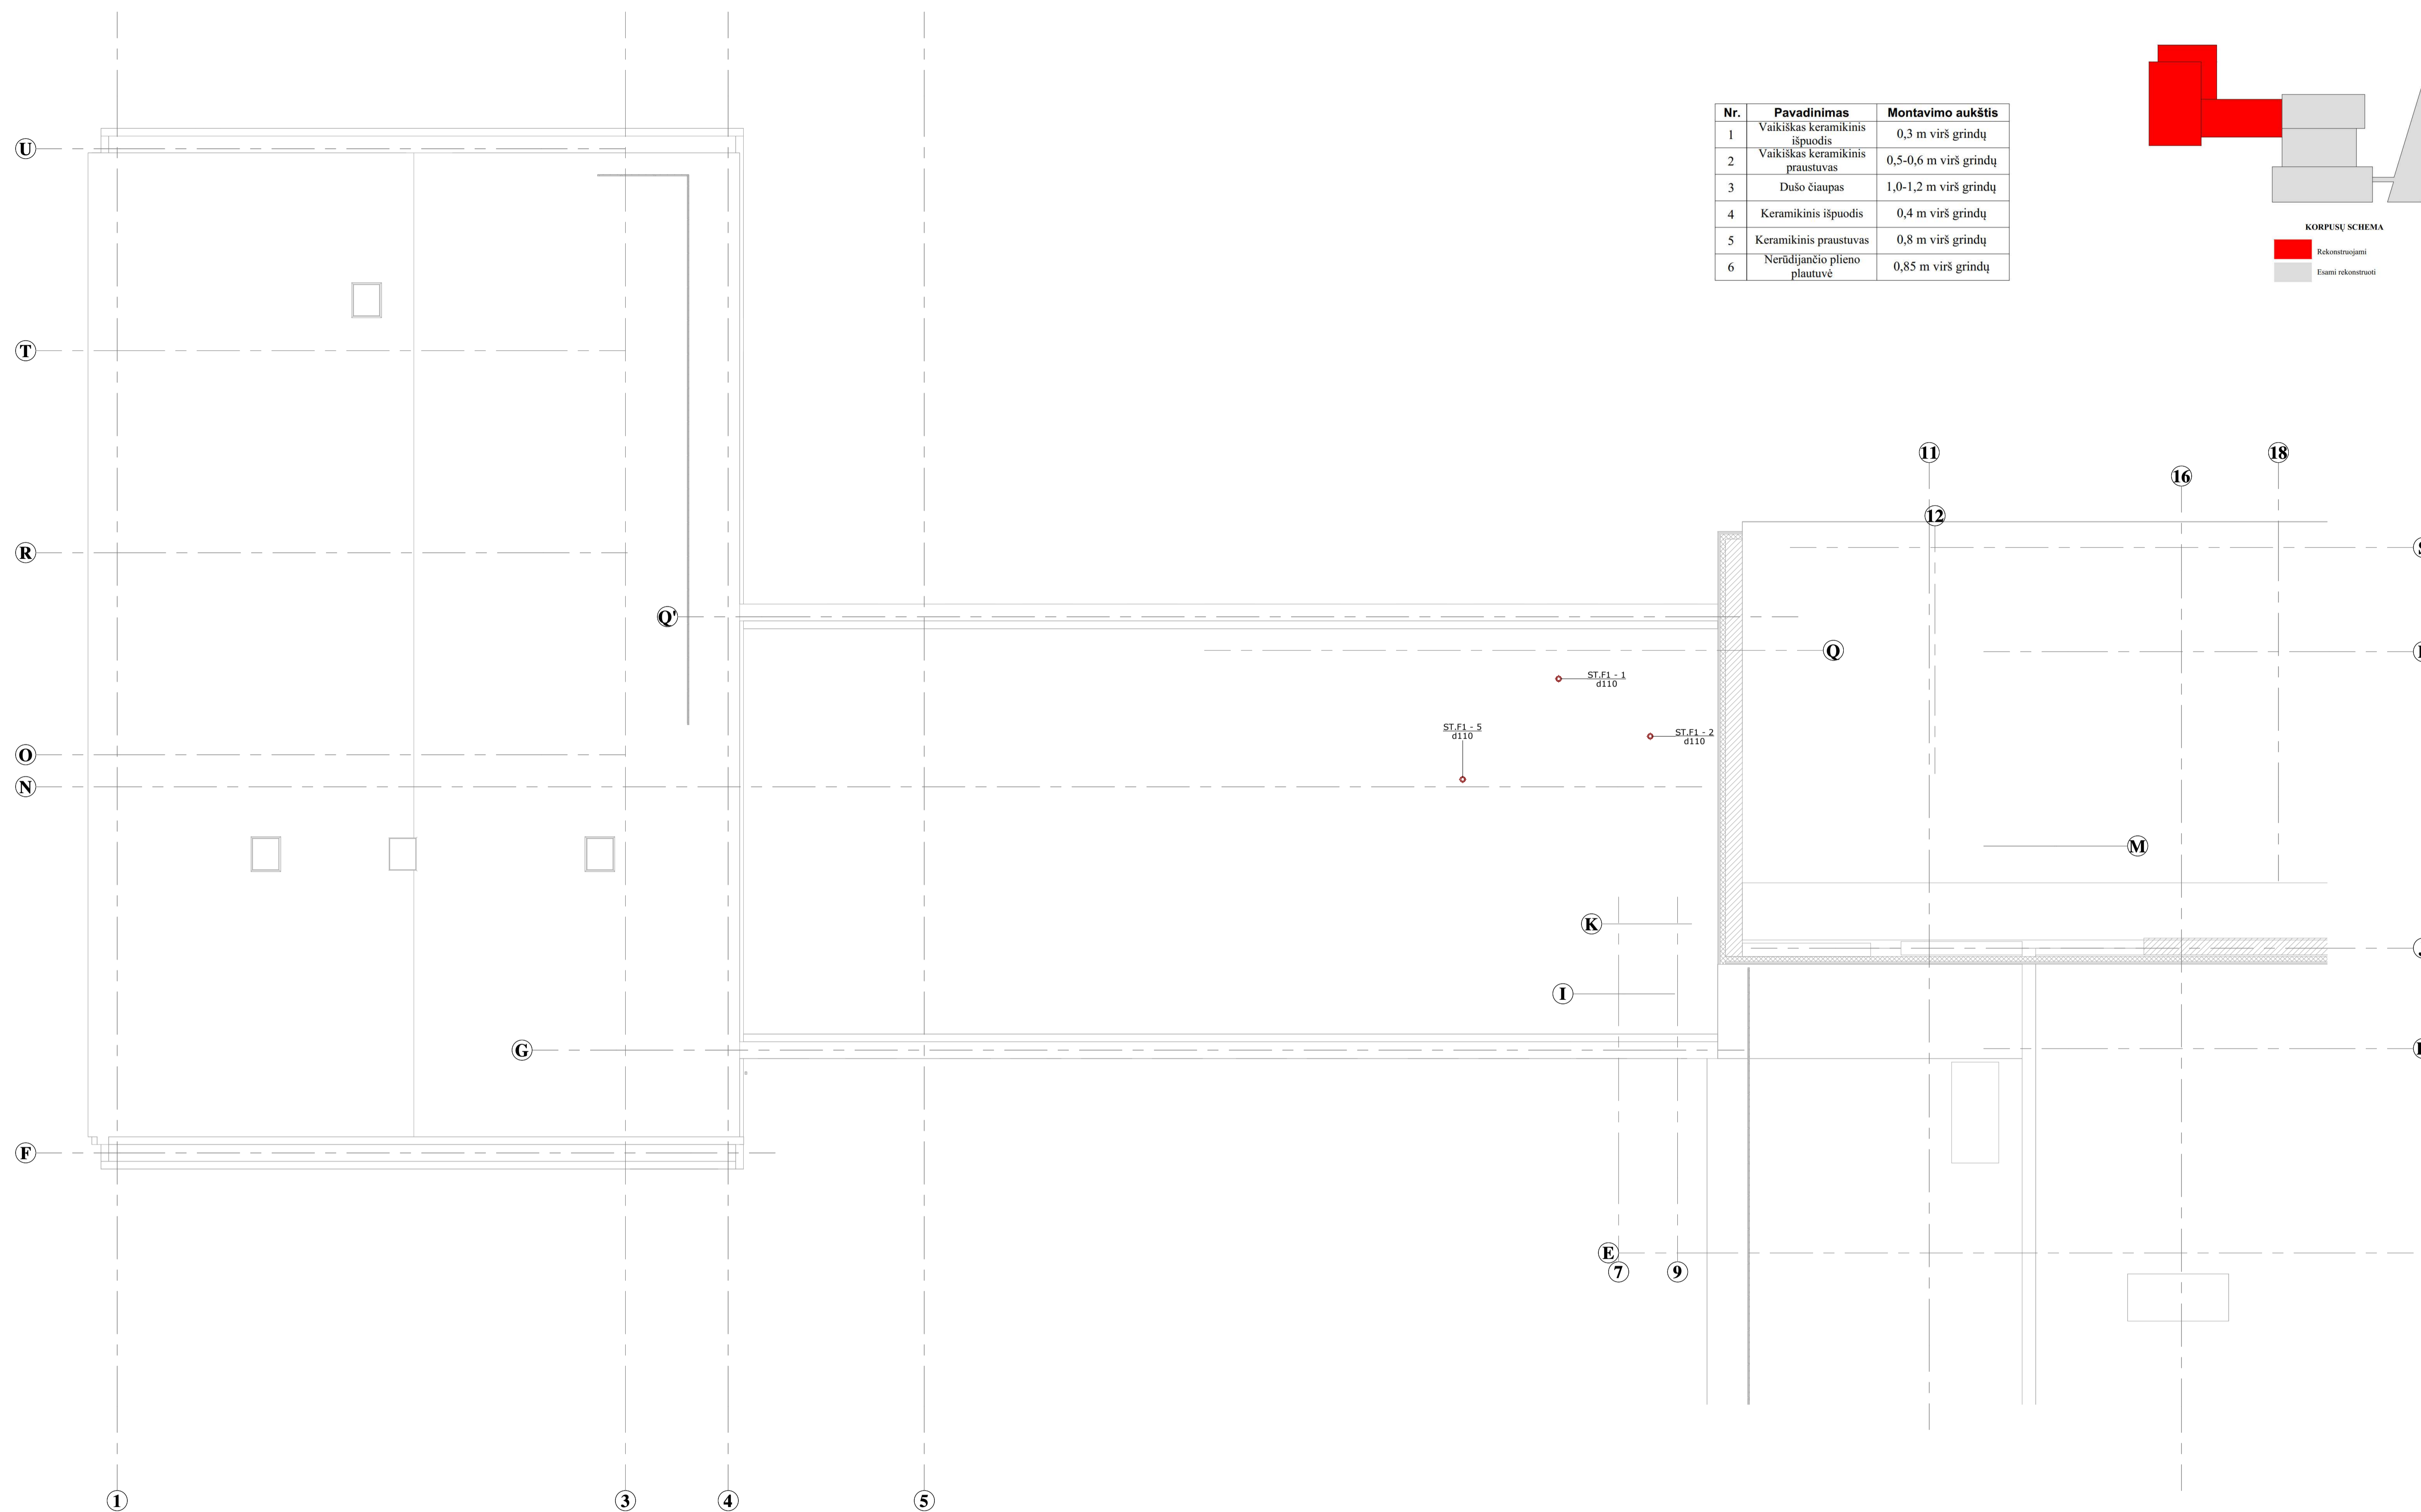 Nr. Pavadinimas Montavimo aukštis
1 Vaikiškas keramikinis
išpuodis 0,3 m virš grindų
2 Vaikiškas keramikinis
praustuvas 0,5-0,6 m virš grindų
3 Dušo čiaupas 1,0-1,2 m virš grindų
4 Keramikinis išpuodis 0,4 m virš grindų
5 Keramikinis praustuvas 0,8 m virš grindų
6 Nerūdijančio plieno
plautuvė 0,85 m virš grindų
KORPUSŲ SCHEMA
Rekonstruojami
Esami rekonstruoti
U
T
R
Q'
O
N
G
F
11
16
18
12
Q
M
K
I
E
7
9
ST.F1 - 1
d110
ST.F1 - 5
d110
ST.F1 - 2
d110
1
3
4
5